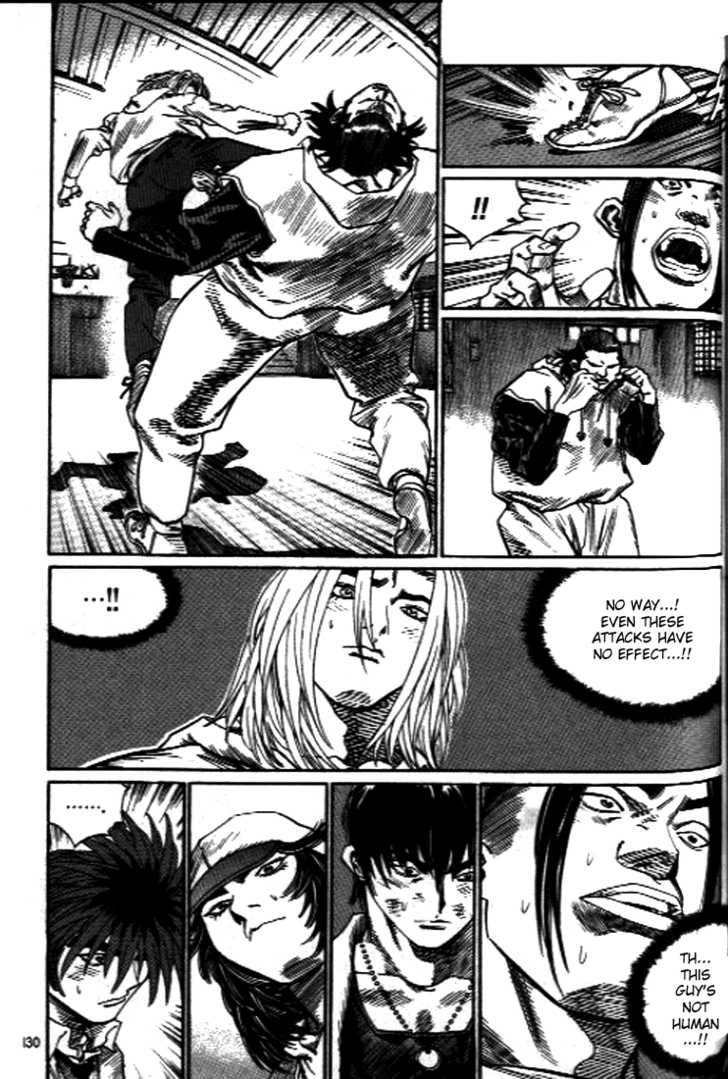 !!
NO WAY...!
EVEN THESE
ATTACKS HAVE
NO EFFECT...!!
...!!
TH...
THIS
GUY'S
NOT
HUMAN
...!!
.......
130